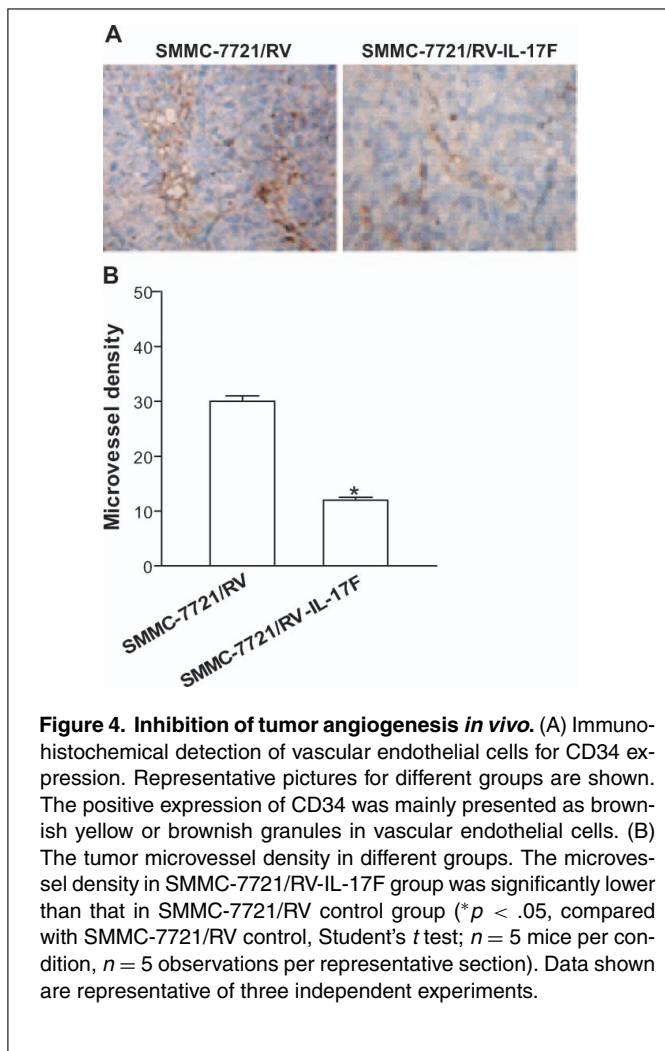 A
SMMC-7721/RV SMMC-7721/RV-IL-17F
B
Microvessel density
50
40
30
20
10
0
*
SMMC-7721/RV
SMMC-7721/RV-IL-17F
Figure 4. Inhibition of tumor angiogenesis in vivo. (A) Immuno-
histochemical detection of vascular endothelial cells for CD34 ex-
pression. Representative pictures for different groups are shown.
The positive expression of CD34 was mainly presented as brown-
ish yellow or brownish granules in vascular endothelial cells. (B)
The tumor microvessel density in different groups. The microves-
sel density in SMMC-7721/RV-IL-17F group was significantly lower
than that in SMMC-7721/RV control group (*p < .05, compared
with SMMC-7721/RV control, Student's t test; n = 5 mice per con-
dition, n = 5 observations per representative section). Data shown
are representative of three independent experiments.